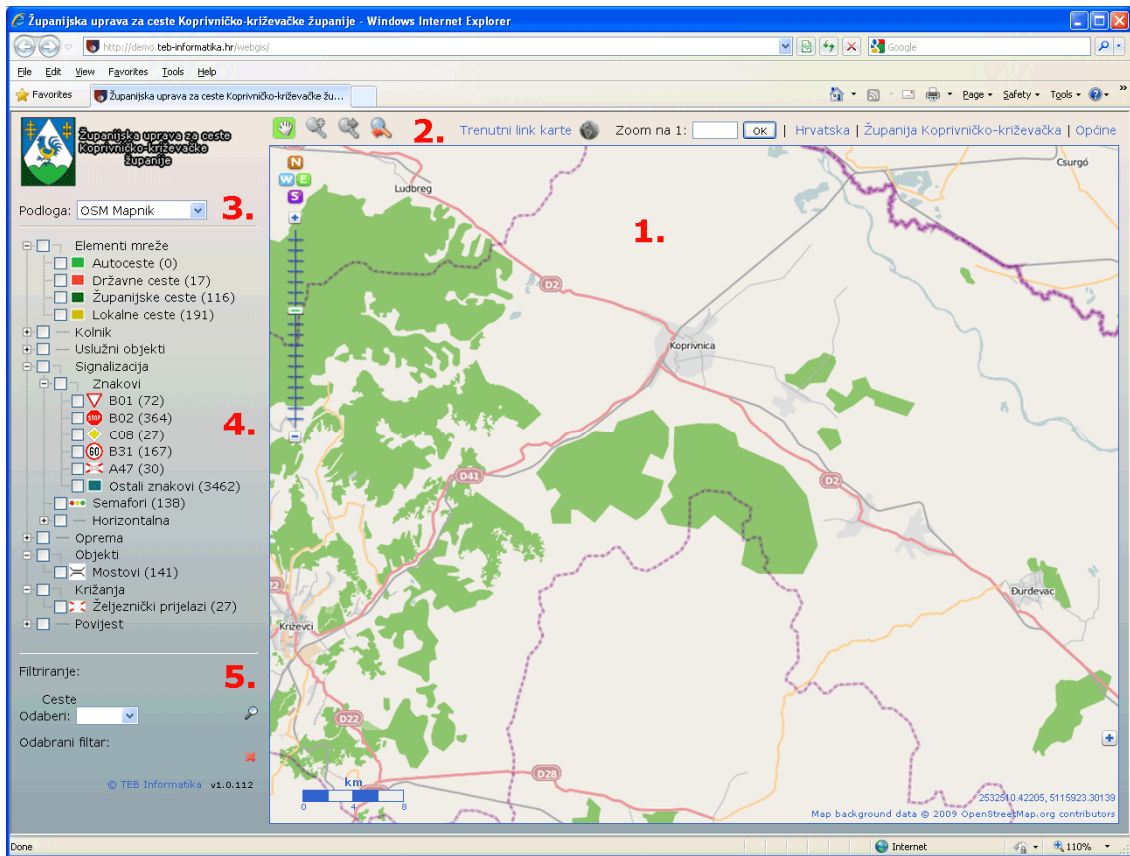 Županijska uprava za ceste Koprivničko-križevačke županije - Windows Internet Explorer
http://demo.teb-informatika.hr/webgis/
Google
File Edit View Favorites Tools Help
Favorites
Županijska uprava za ceste Koprivničko-križevačke žu...
Page Safety Tools
Županijska uprava za ceste
Koprivničko-križevačke
županije
2.
Trenutni link karte
Zoom na 1:
OK
| Hrvatska | Županija Koprivničko-križevačka | Općine
Podloga: OSM Mapnik
3.
Elementi mreže
Autoceste (0)
Državne ceste (17)
Županijske ceste (116)
Lokalne ceste (191)
Kolnik
Uslužni objekti
Signalizacija
Znakovi
B01 (72)
STOP B02 (364)
C08 (27)
60 B31 (167)
A47 (30)
Ostali znakovi (3462)
Semafori (138)
Horizontalna
Oprema
Objekti
Mostovi (141)
Križanja
Željeznički prijelazi (27)
Povijest
4.
Filtriranje:
5.
Ceste
Odaberi:
Odabrani filtar:
© TEB Informatika v1.0.112
N
W E
S
1.
Csurgó
Ludbreg
D2
Koprivnica
D41
D2
Đurđevac
Križevci
D22
D28
km
0 4 8
2532510.42205, 5115923.30139
Map background data © 2009 OpenStreetMap.org contributors
Done
Internet
110%